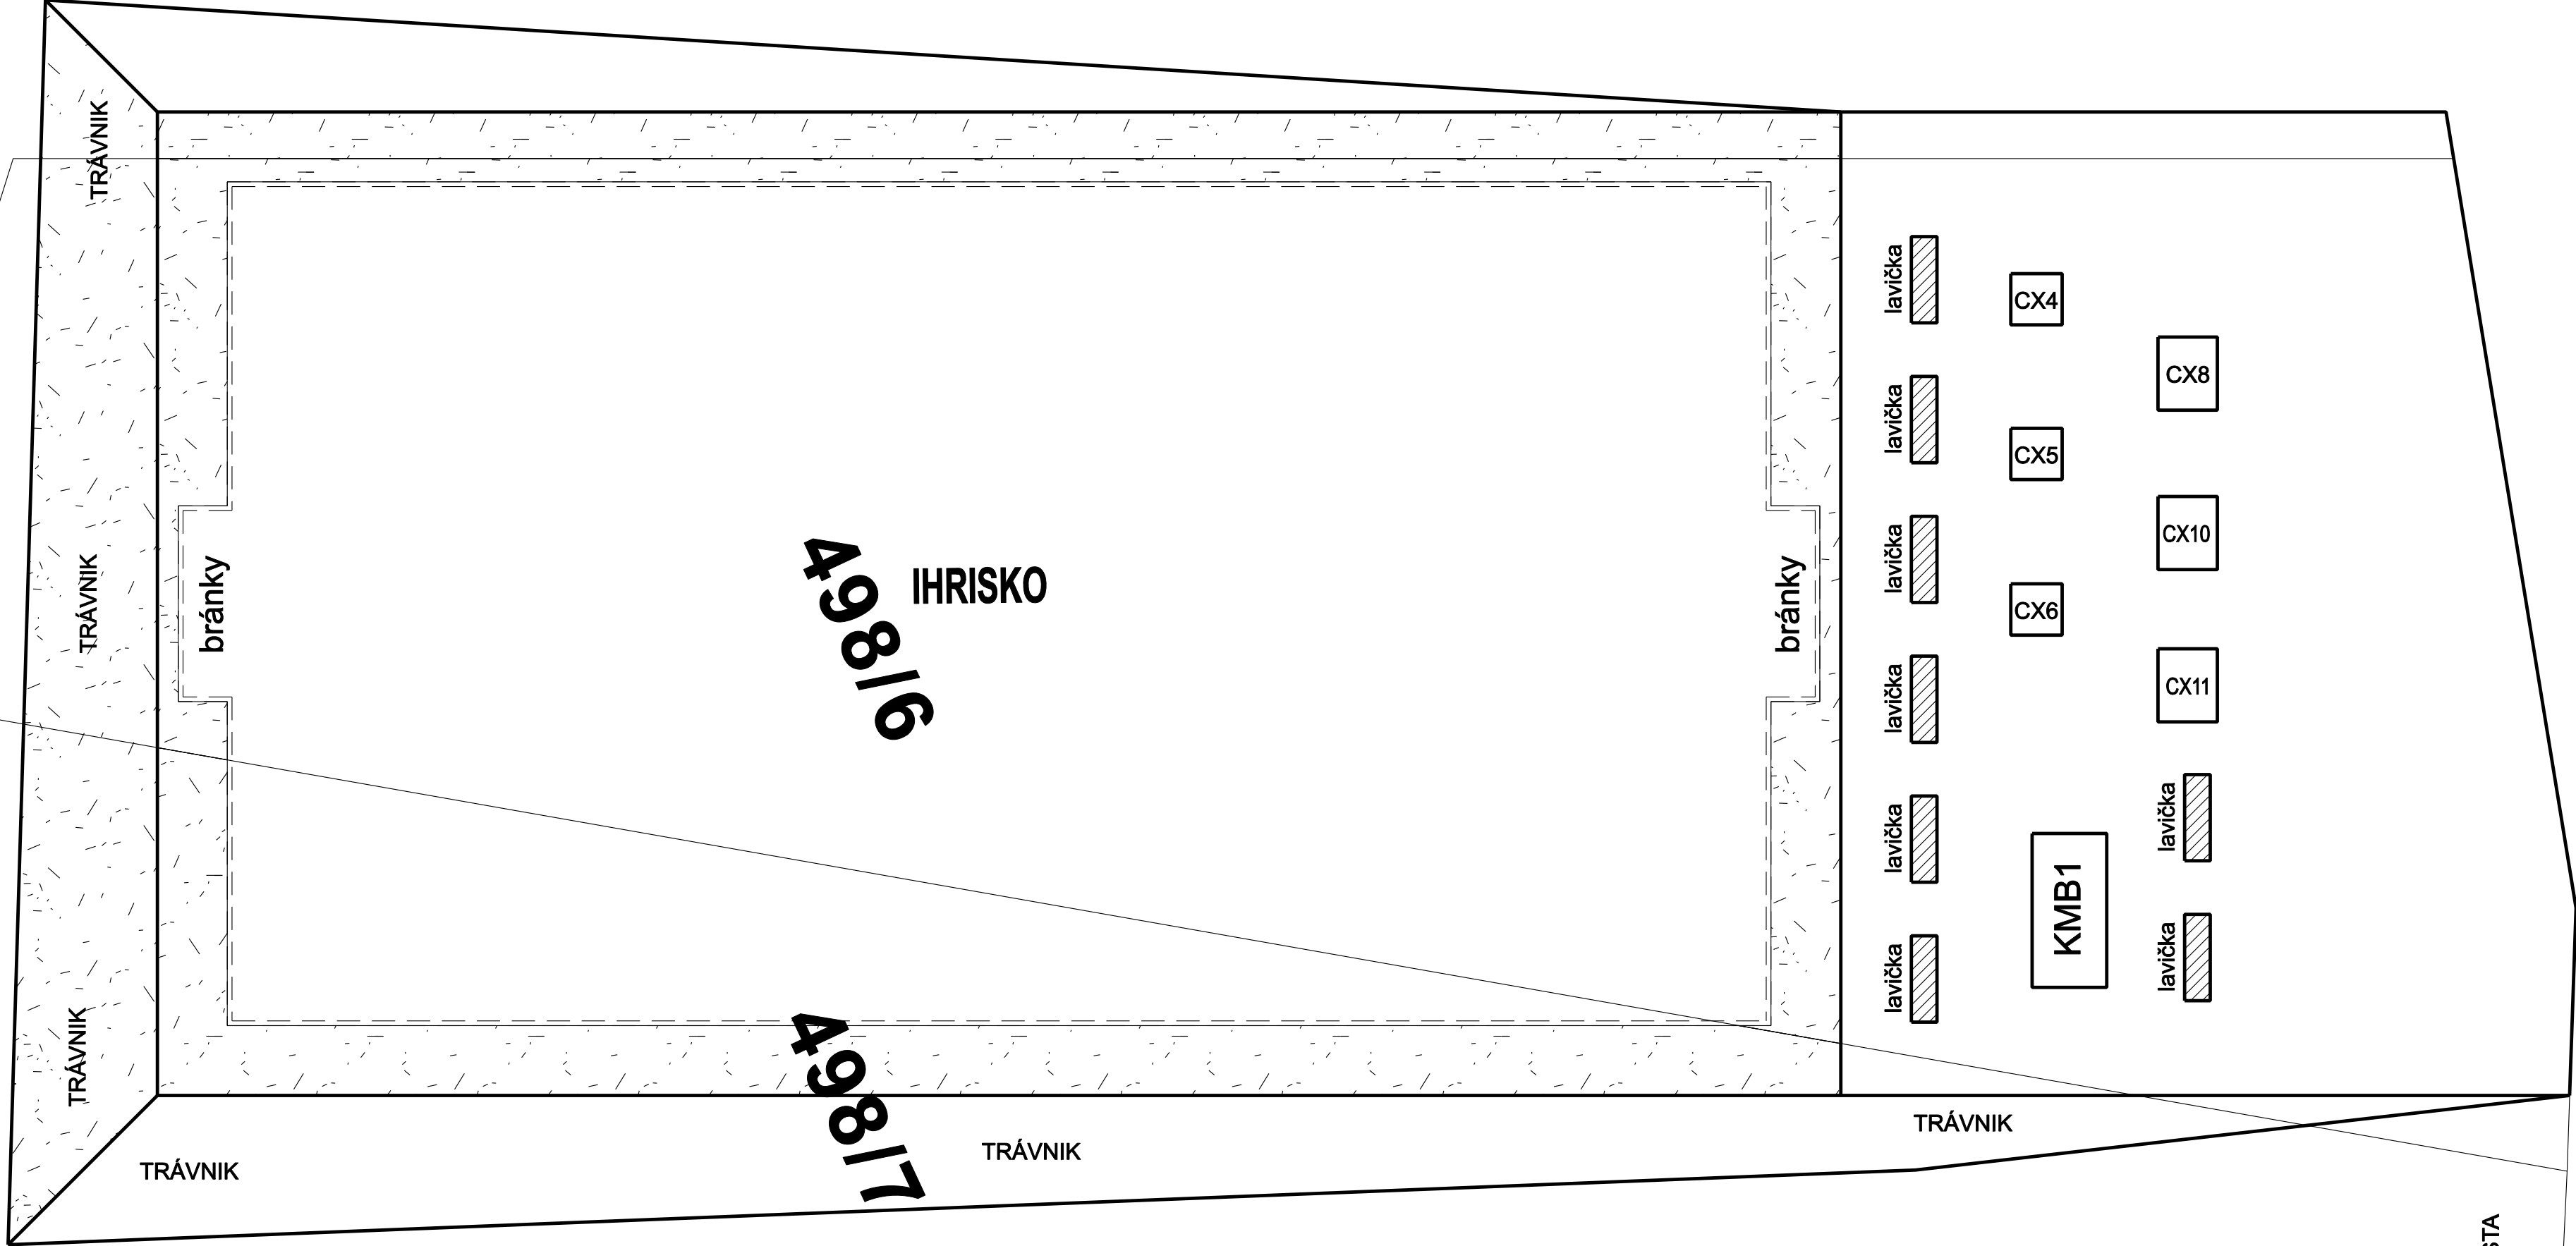 TRÁVNIK
TRÁVNIK
TRÁVNIK
TRÁVNIK
bránky
498/6
IHRISKO
498/7
TRÁVNIK
bránky
lavička
lavička
lavička
lavička
lavička
lavička
CX4
CX5
CX6
KMB1
CX8
CX10
CX11
lavička
lavička
TRÁVNIK